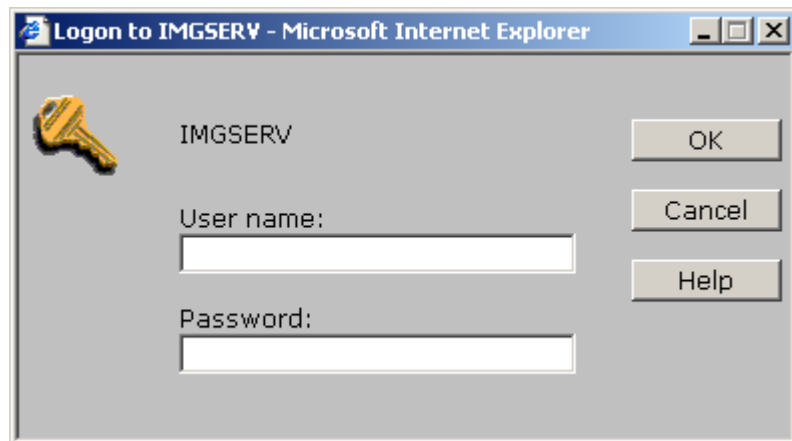 Logon to IMGSERV - Microsoft Internet Explorer
IMGSERV
OK
User name:
Cancel
Help
Password: